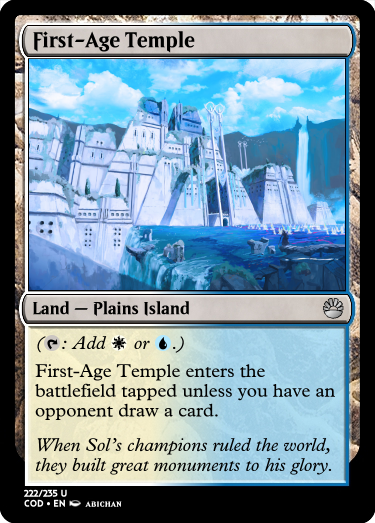 First-Age Temple
Land — Plains Island
(: Add or .)
First-Age Temple enters the
battlefield tapped unless you have an
opponent draw a card.
When Sol's champions ruled the world,
they built great monuments to his glory.
222/235 U
COD • EN ABICHAN